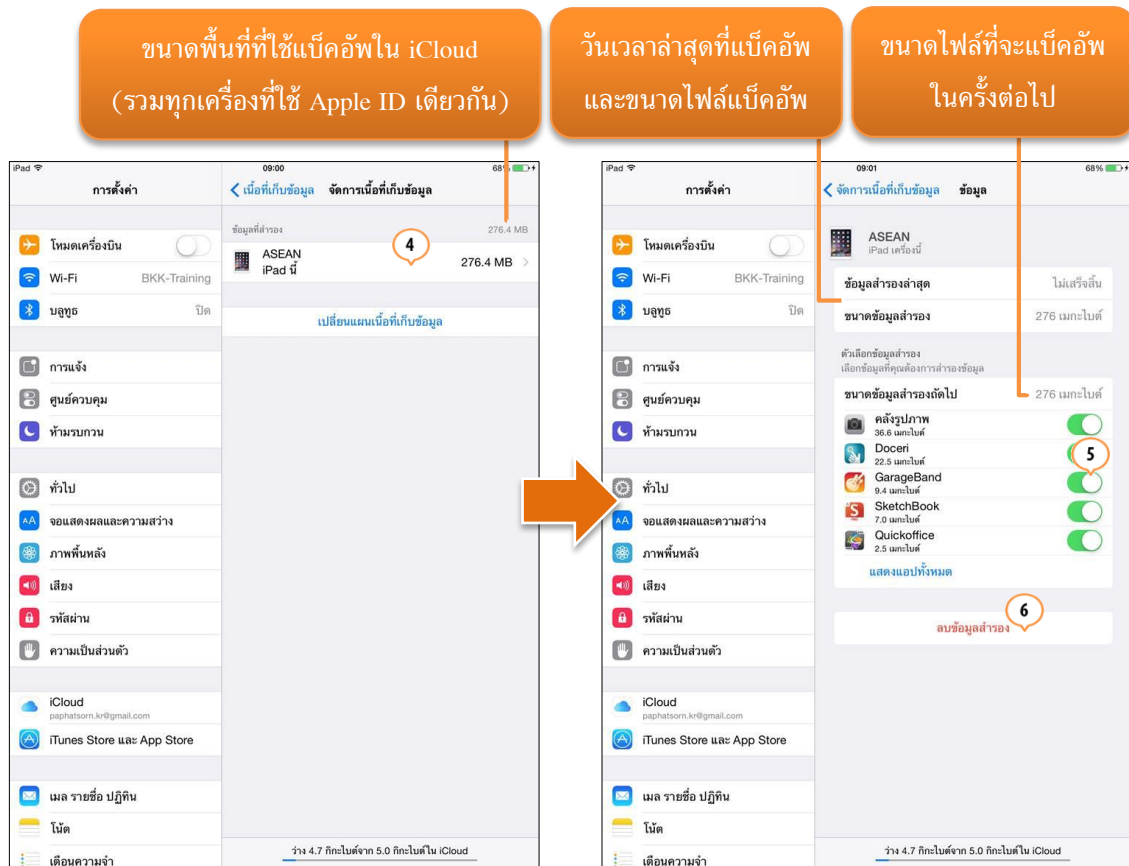 ขนาดพื้นที่ที่ใช้แบ็คอัพใน iCloud
(รวมทุกเครื่องที่ใช้ Apple ID เดียวกัน)
วันเวลาล่าสุดที่แบ็คอัพ
และขนาดไฟล์แบ็คอัพ
ขนาดไฟล์ที่จะแบ็คอัพ
ในครั้งต่อไป
iPad
09:00
68%
การตั้งค่า
เนื้อที่เก็บข้อมูล
จัดการเนื้อที่เก็บข้อมูล
โหมดเครื่องบิน
Wi-Fi BKK-Training
บลูทูธ ปิด
การแจ้ง
ศูนย์ควบคุม
ห้ามรบกวน
ทั่วไป
จอแสดงผลและความสว่าง
ภาพพื้นหลัง
เสียง
รหัสผ่าน
ความเป็นส่วนตัว
iCloud
paphatsorn.kr@gmail.com
iTunes Store และ App Store
เมล รายชื่อ ปฏิทิน
โน้ต
เตือนความจำ
ข้อมูลที่สำรอง 276.4 MB
4
ASEAN
iPad นี้
276.4 MB
เปลี่ยนแผนเนื้อที่เก็บข้อมูล
ว่าง 4.7 กิกะไบต์จาก 5.0 กิกะไบต์ใน iCloud
iPad
09:01
68%
การตั้งค่า
จัดการเนื้อที่เก็บข้อมูล
ข้อมูล
โหมดเครื่องบิน
Wi-Fi BKK-Training
บลูทูธ ปิด
การแจ้ง
ศูนย์ควบคุม
ห้ามรบกวน
ทั่วไป
จอแสดงผลและความสว่าง
ภาพพื้นหลัง
เสียง
รหัสผ่าน
ความเป็นส่วนตัว
iCloud
paphatsorn.kr@gmail.com
iTunes Store และ App Store
เมล รายชื่อ ปฏิทิน
โน้ต
เตือนความจำ
ASEAN
iPad เครื่องนี้
ข้อมูลสำรองล่าสุด ไม่เสร็จสิ้น
ขนาดข้อมูลสำรอง 276 เมกะไบต์
ตัวเลือกข้อมูลสำรอง
เลือกข้อมูลที่คุณต้องการสำรองข้อมูล
ขนาดข้อมูลสำรองถัดไป 276 เมกะไบต์
คลังรูปภาพ
36.6 เมกะไบต์
Doceri
22.5 เมกะไบต์
5
GarageBand
9.4 เมกะไบต์
SketchBook
7.0 เมกะไบต์
Quickoffice
2.5 เมกะไบต์
แสดงแอปทั้งหมด
6
ลบข้อมูลสำรอง
ว่าง 4.7 กิกะไบต์จาก 5.0 กิกะไบต์ใน iCloud